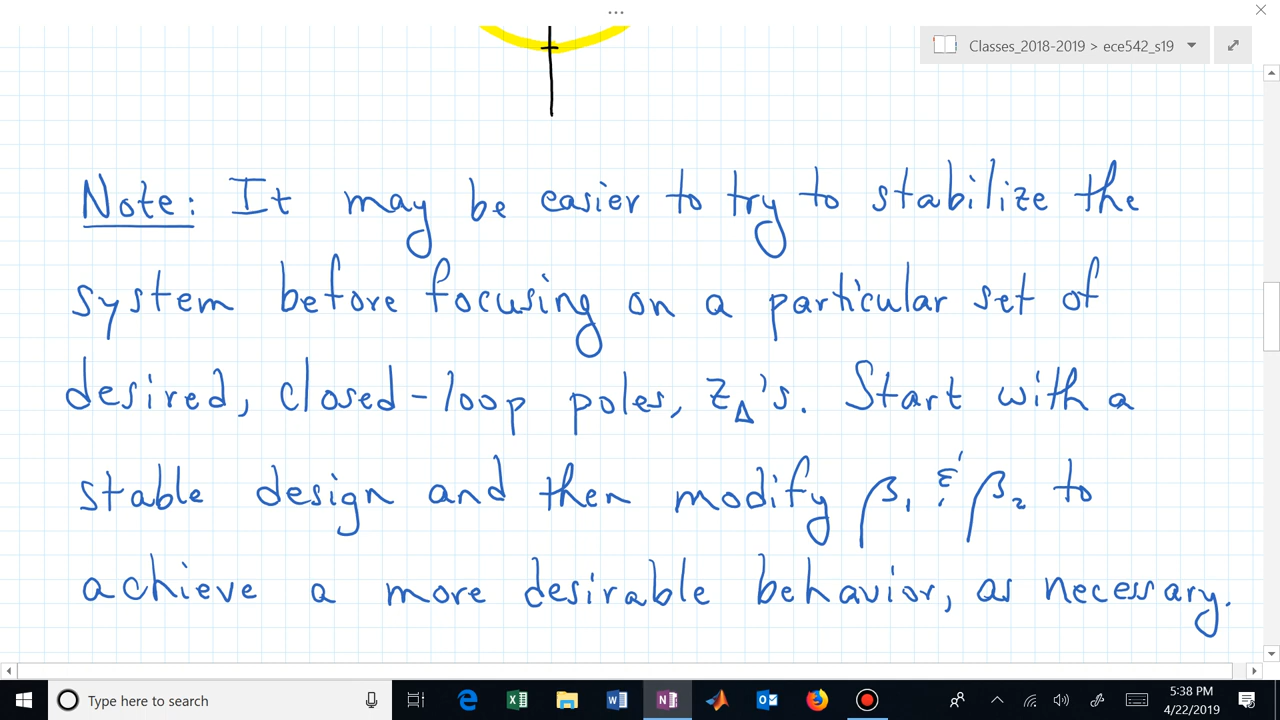 Classes_2018-2019 > ece542_s19
Note: It may be easier to try to stabilize the
system before focusing on a particular set of
desired, closed-loop poles, zΔ's. Start with a
stable design and then modify β₁ & β₂ to
achieve a more desirable behavior, as necessary.
Type here to search
5:38 PM
4/22/2019